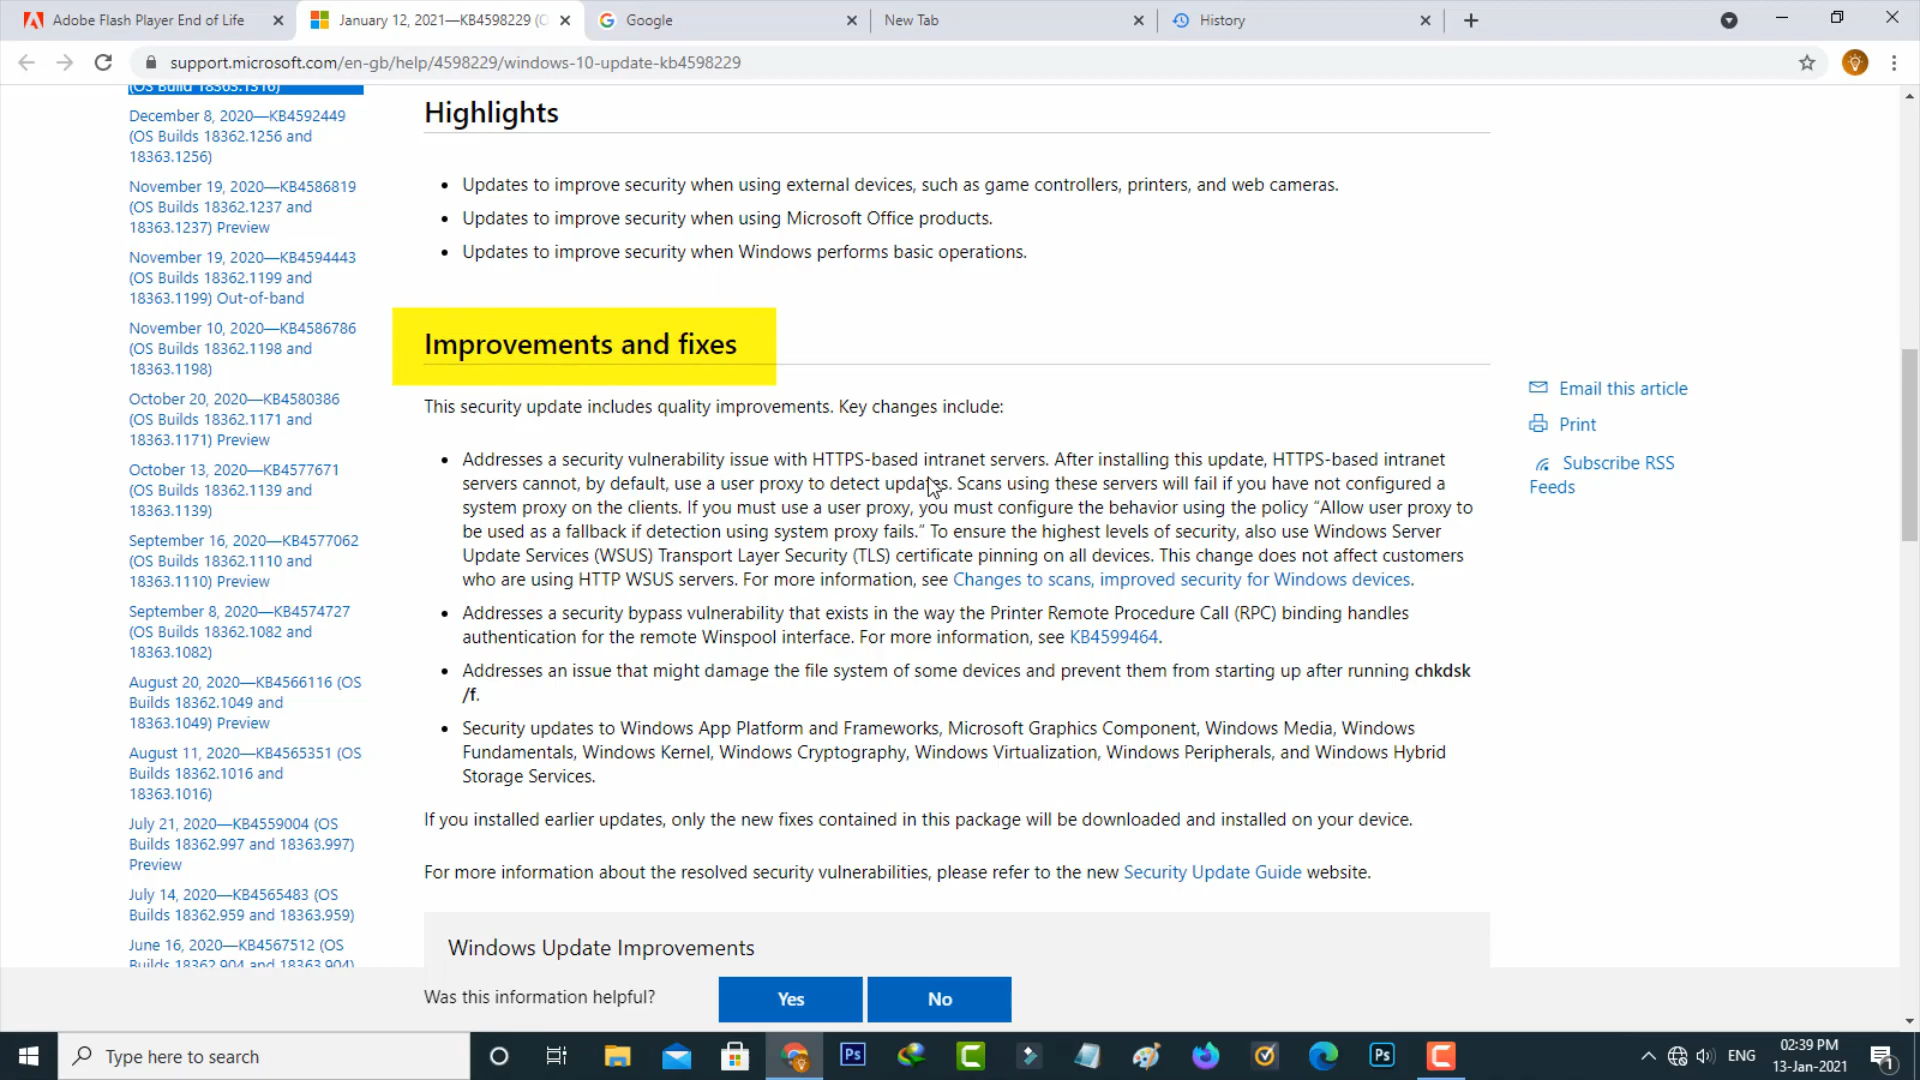 Adobe Flash Player End of Life
January 12, 2021—KB4598229 (O
Google
New Tab
History
support.microsoft.com/en-gb/help/4598229/windows-10-update-kb4598229
(OS Build 18363.1316)
December 8, 2020—KB4592449
(OS Builds 18362.1256 and
18363.1256)
November 19, 2020—KB4586819
(OS Builds 18362.1237 and
18363.1237) Preview
November 19, 2020—KB4594443
(OS Builds 18362.1199 and
18363.1199) Out-of-band
November 10, 2020—KB4586786
(OS Builds 18362.1198 and
18363.1198)
October 20, 2020—KB4580386
(OS Builds 18362.1171 and
18363.1171) Preview
October 13, 2020—KB4577671
(OS Builds 18362.1139 and
18363.1139)
September 16, 2020—KB4577062
(OS Builds 18362.1110 and
18363.1110) Preview
September 8, 2020—KB4574727
(OS Builds 18362.1082 and
18363.1082)
August 20, 2020—KB4566116 (OS
Builds 18362.1049 and
18363.1049) Preview
August 11, 2020—KB4565351 (OS
Builds 18362.1016 and
18363.1016)
July 21, 2020—KB4559004 (OS
Builds 18362.997 and 18363.997)
Preview
July 14, 2020—KB4565483 (OS
Builds 18362.959 and 18363.959)
June 16, 2020—KB4567512 (OS
Builds 18362.904 and 18363.904)
Highlights
• Updates to improve security when using external devices, such as game controllers, printers, and web cameras.
• Updates to improve security when using Microsoft Office products.
• Updates to improve security when Windows performs basic operations.
Improvements and fixes
This security update includes quality improvements. Key changes include:
• Addresses a security vulnerability issue with HTTPS-based intranet servers. After installing this update, HTTPS-based intranet
servers cannot, by default, use a user proxy to detect updates. Scans using these servers will fail if you have not configured a
system proxy on the clients. If you must use a user proxy, you must configure the behavior using the policy “Allow user proxy to
be used as a fallback if detection using system proxy fails.” To ensure the highest levels of security, also use Windows Server
Update Services (WSUS) Transport Layer Security (TLS) certificate pinning on all devices. This change does not affect customers
who are using HTTP WSUS servers. For more information, see Changes to scans, improved security for Windows devices.
• Addresses a security bypass vulnerability that exists in the way the Printer Remote Procedure Call (RPC) binding handles
authentication for the remote Winspool interface. For more information, see KB4599464.
• Addresses an issue that might damage the file system of some devices and prevent them from starting up after running chkdsk
/f.
• Security updates to Windows App Platform and Frameworks, Microsoft Graphics Component, Windows Media, Windows
Fundamentals, Windows Kernel, Windows Cryptography, Windows Virtualization, Windows Peripherals, and Windows Hybrid
Storage Services.
If you installed earlier updates, only the new fixes contained in this package will be downloaded and installed on your device.
For more information about the resolved security vulnerabilities, please refer to the new Security Update Guide website.
Windows Update Improvements
Was this information helpful?
Yes
No
Email this article
Print
Subscribe RSS
Feeds
Type here to search
Ps
Ps
ENG
02:39 PM
13-Jan-2021
1